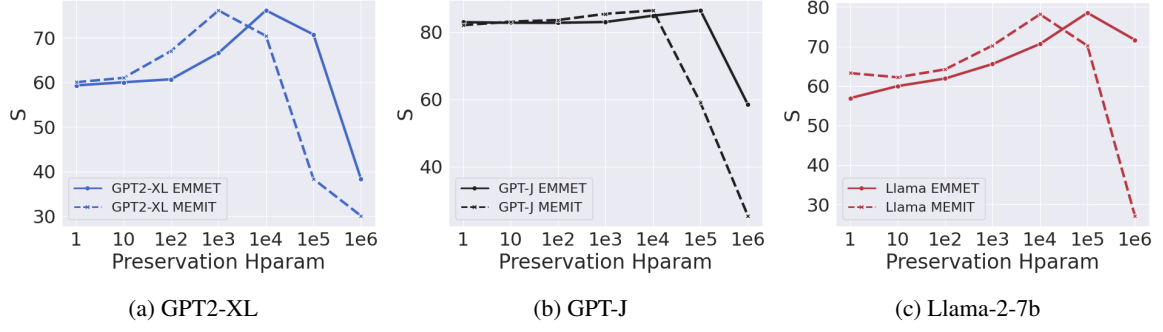 S
70
60
50
40
30
GPT2-XL EMMET
GPT2-XL MEMIT
1 10 1e2 1e3 1e4 1e5 1e6
Preservation Hparam
(a) GPT2-XL
S
80
60
40
GPT-J EMMET
GPT-J MEMIT
1 10 1e2 1e3 1e4 1e5 1e6
Preservation Hparam
(b) GPT-J
S
80
70
60
50
40
30
Llama EMMET
Llama MEMIT
1 10 1e2 1e3 1e4 1e5 1e6
Preservation Hparam
(c) Llama-2-7b